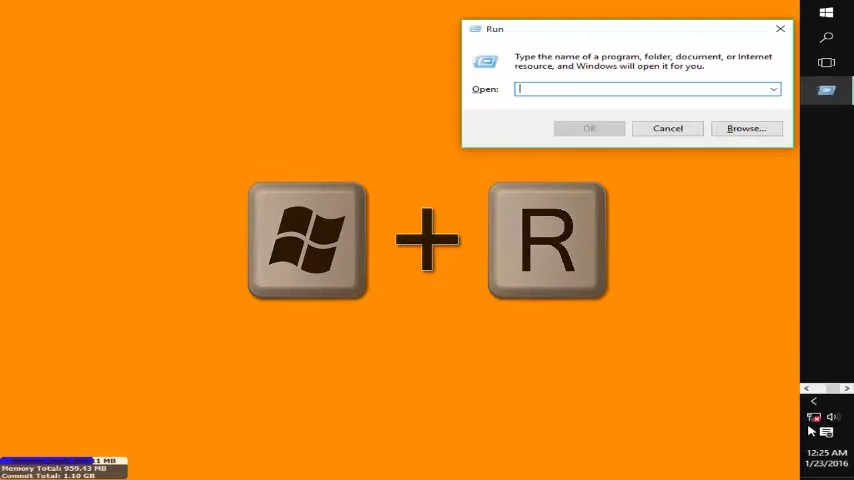 Run
Type the name of a program, folder, document, or Internet
resource, and Windows will open it for you.
Open:
OK
Cancel
Browse...
+
R
11 MB
Memory Total: 959.43 MB
Commit Total: 1.10 GB
12:25 AM
1/23/2016